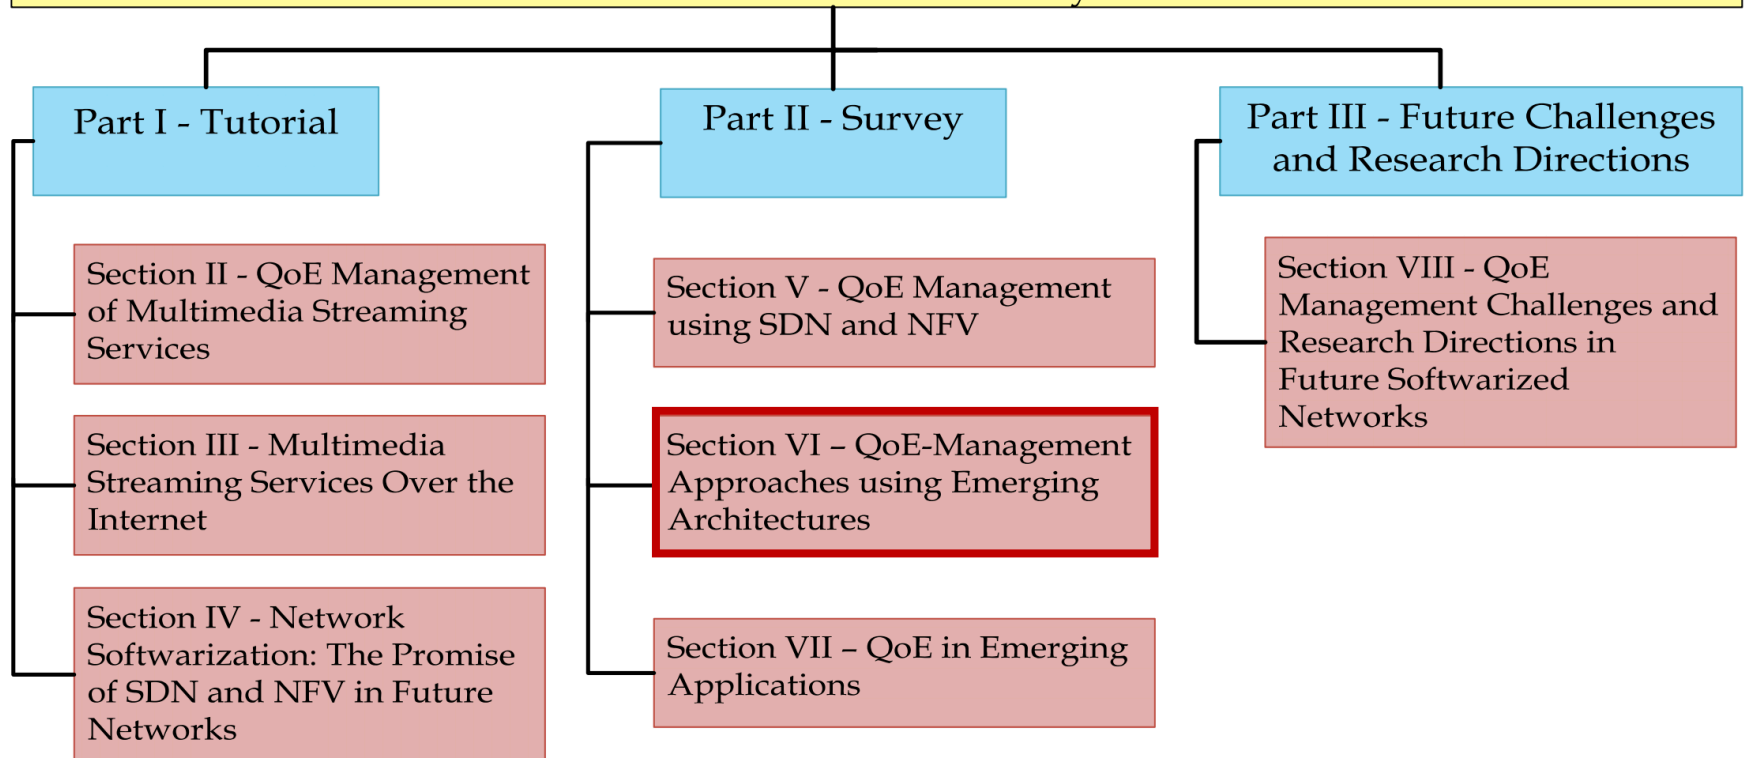 Part I - Tutorial
Section II - QoE Management
of Multimedia Streaming
Services
Section III - Multimedia
Streaming Services Over the
Internet
Section IV - Network
Softwarization: The Promise
of SDN and NFV in Future
Networks
Part II - Survey
Section V - QoE Management
using SDN and NFV
Section VI – QoE-Management
Approaches using Emerging
Architectures
Section VII – QoE in Emerging
Applications
Part III - Future Challenges
and Research Directions
Section VIII - QoE
Management Challenges and
Research Directions in
Future Softwarized
Networks